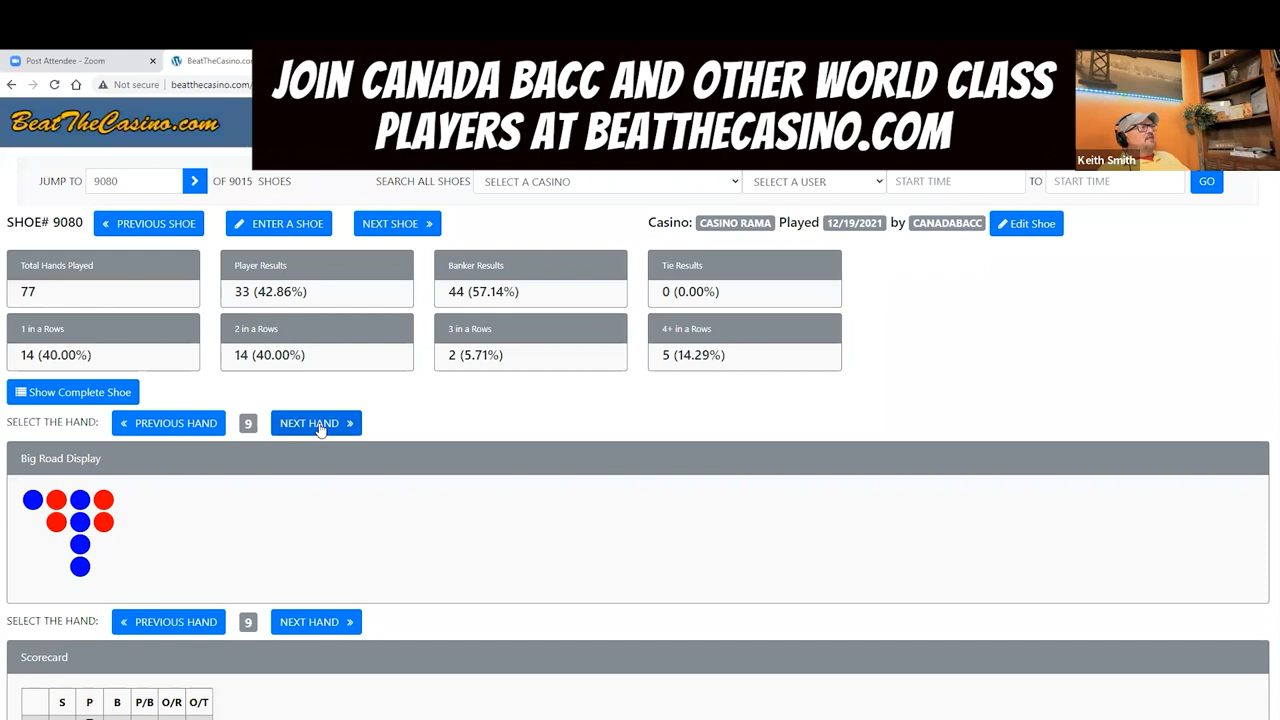 Post Attendee - Zoom
BeatTheCasino.co
JOIN CANADA BACC AND OTHER WORLD CLASS
PLAYERS AT BEATTHECASINO.COM
Not secure beatthecasino.com/
Keith Smith
BeatTheCasino.com
JUMP TO 9080 OF 9015 SHOES SEARCH ALL SHOES SELECT A CASINO SELECT A USER START TIME TO START TIME GO
SHOE# 9080 « PREVIOUS SHOE ENTER A SHOE NEXT SHOE » Casino: CASINO RAMA Played 12/19/2021 by CANADABACC Edit Shoe
Total Hands Played Player Results Banker Results Tie Results
77 33 (42.86%) 44 (57.14%) 0 (0.00%)
1 in a Rows 2 in a Rows 3 in a Rows 4+ in a Rows
14 (40.00%) 14 (40.00%) 2 (5.71%) 5 (14.29%)
Show Complete Shoe
SELECT THE HAND: « PREVIOUS HAND 9 NEXT HAND »
Big Road Display
SELECT THE HAND: « PREVIOUS HAND 9 NEXT HAND »
Scorecard
S P B P/B O/R O/T